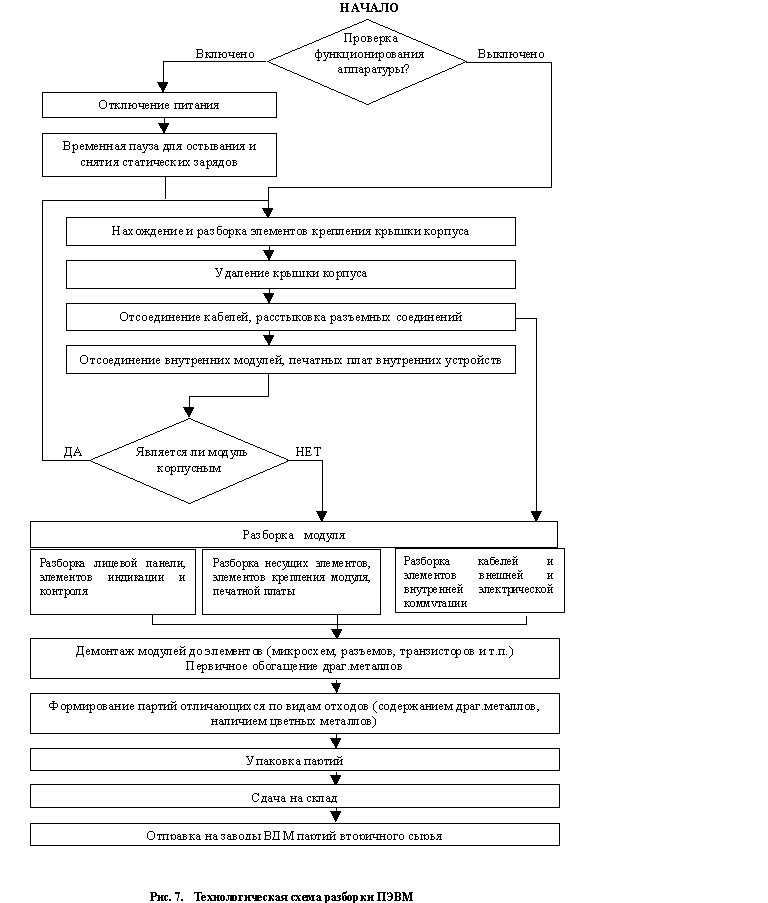 НАЧАЛО
Проверка
функционирования
аппаратуры?
Включено
Выключено
Отключение питания
Временная пауза для остывания и
снятия статических зарядов
Нахождение и разборка элементов крепления крышки корпуса
Удаление крышки корпуса
Отсоединение кабелей, расстыковка разъемных соединений
Отсоединение внутренних модулей, печатных плат внутренних устройств
ДА
Является ли модуль
корпусным
НЕТ
Разборка модуля
Разборка лицевой панели,
элементов индикации и
контроля
Разборка несущих элементов,
элементов крепления модуля,
печатной платы
Разборка кабелей и
элементов внешней и
внутренней электрической
коммутации
Демонтаж модулей до элементов (микросхем, разъемов, транзисторов и т.п.)
Первичное обогащение драг.металлов
Формирование партий отличающихся по видам отходов (содержанием драг.металлов,
наличием цветных металлов)
Упаковка партий
Сдача на склад
Отправка на заводы ВДМ партий вторичного сырья
Рис. 7. Технологическая схема разборки ПЭВМ